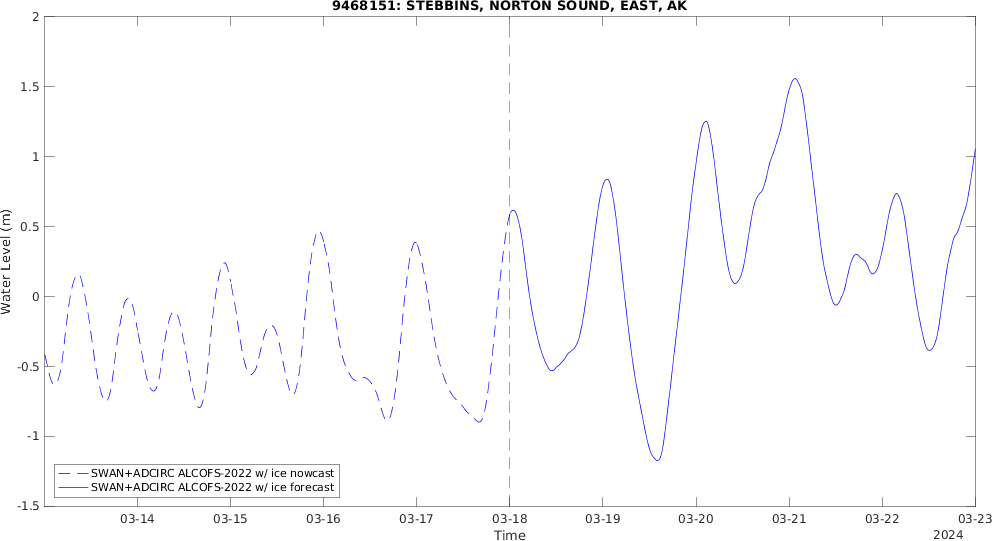 9468151: STEBBINS, NORTON SOUND, EAST, AK
2
1.5
1
0.5
0
-0.5
-1
-1.5
Water Level (m)
SWAN+ADCIRC ALCOFS-2022 w/ ice nowcast
SWAN+ADCIRC ALCOFS-2022 w/ ice forecast
03-14 03-15 03-16 03-17 03-18 03-19 03-20 03-21 03-22 03-23
Time
2024